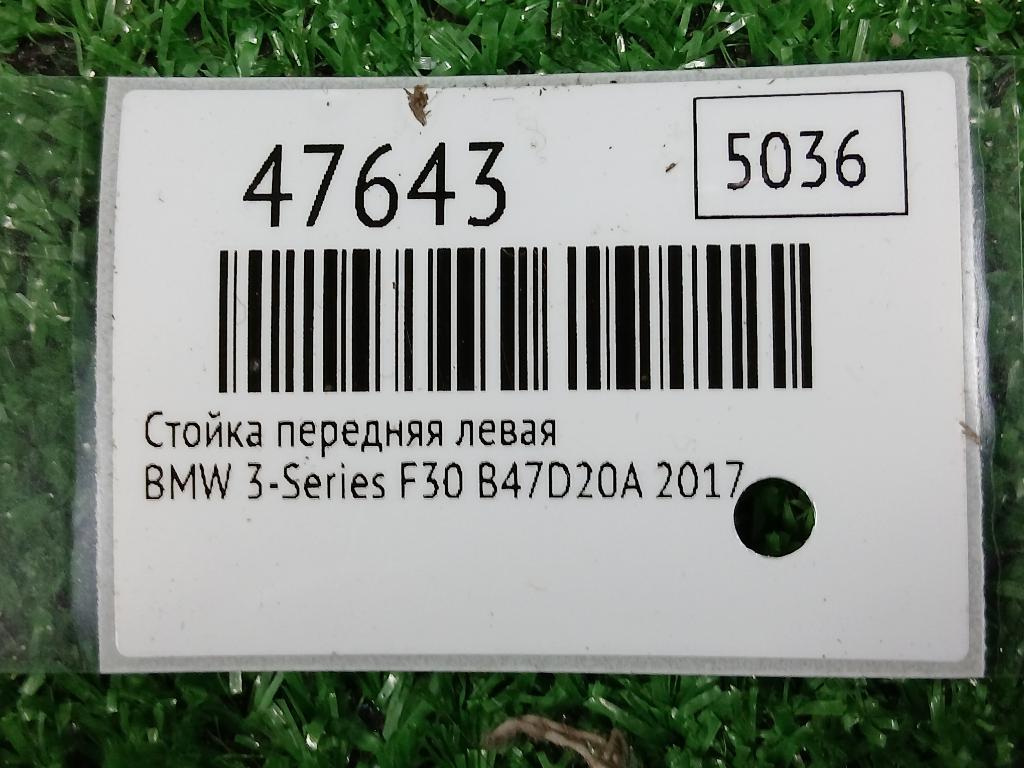 47643
5036
Стойка передняя левая
BMW 3-Series F30 B47D20A 2017